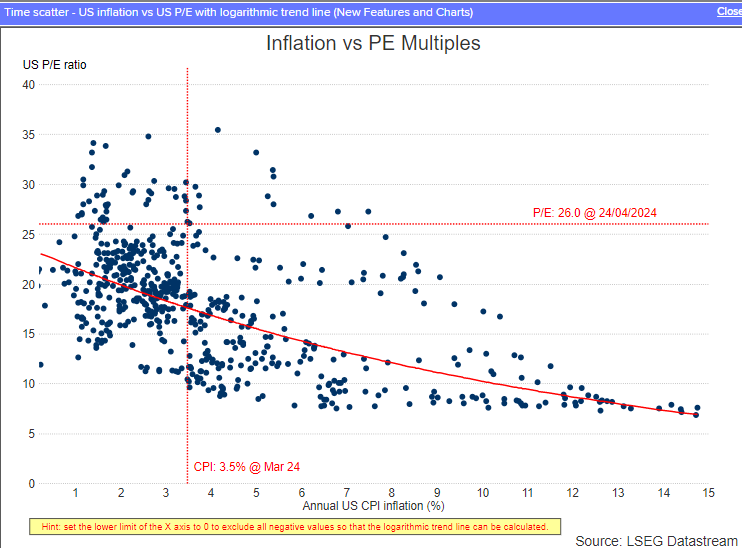 Time scatter - US inflation vs US P/E with logarithmic trend line (New Features and Charts) Close
Inflation vs PE Multiples
US P/E ratio
40
35
30
25
20
15
10
5
0
P/E: 26.0 @ 24/04/2024
CPI: 3.5% @ Mar 24
1 2 3 4 5 6 7 8 9 10 11 12 13 14 15
Annual US CPI inflation (%)
Hint: set the lower limit of the X axis to 0 to exclude all negative values so that the logarithmic trend line can be calculated.
Source: LSEG Datastream